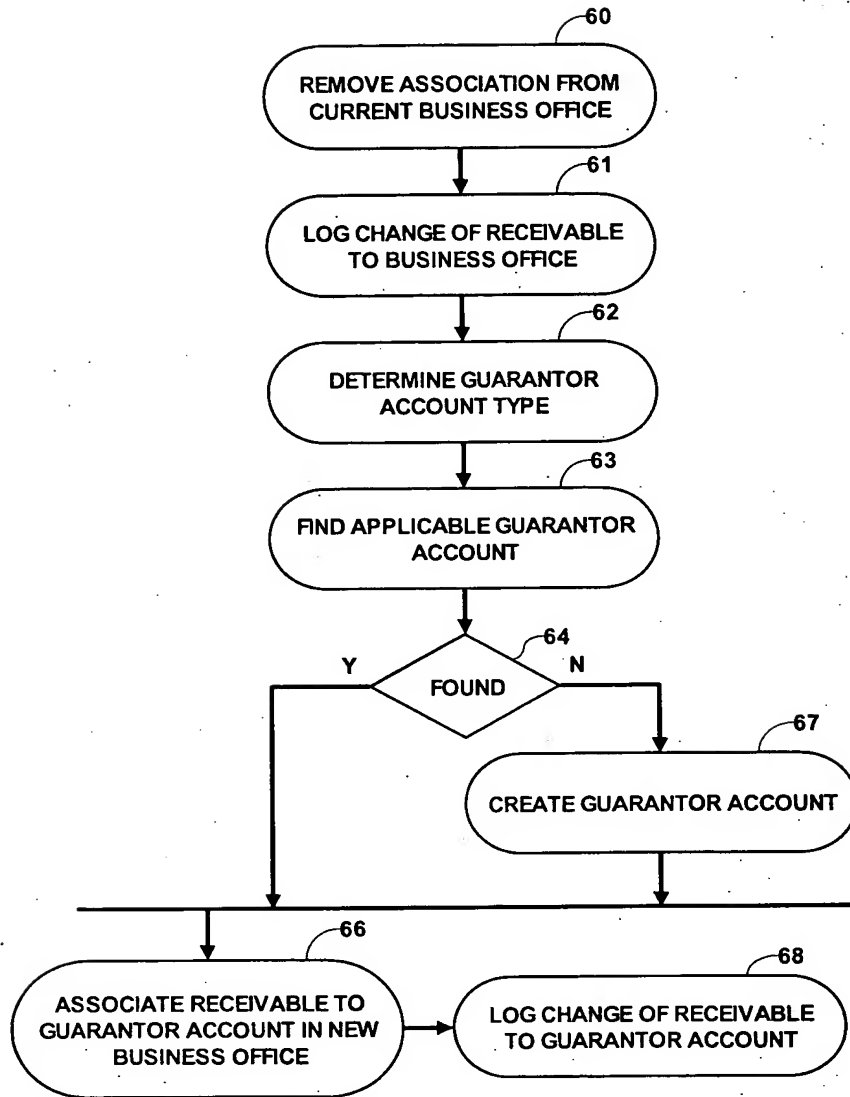 60
REMOVE ASSOCIATION FROM
CURRENT BUSINESS OFFICE
61
LOG CHANGE OF RECEIVABLE
TO BUSINESS OFFICE
62
DETERMINE GUARANTOR
ACCOUNT TYPE
63
FIND APPLICABLE GUARANTOR
ACCOUNT
64
Y
N
FOUND
67
CREATE GUARANTOR ACCOUNT
66
ASSOCIATE RECEIVABLE TO
GUARANTOR ACCOUNT IN NEW
BUSINESS OFFICE
68
LOG CHANGE OF RECEIVABLE
TO GUARANTOR ACCOUNT